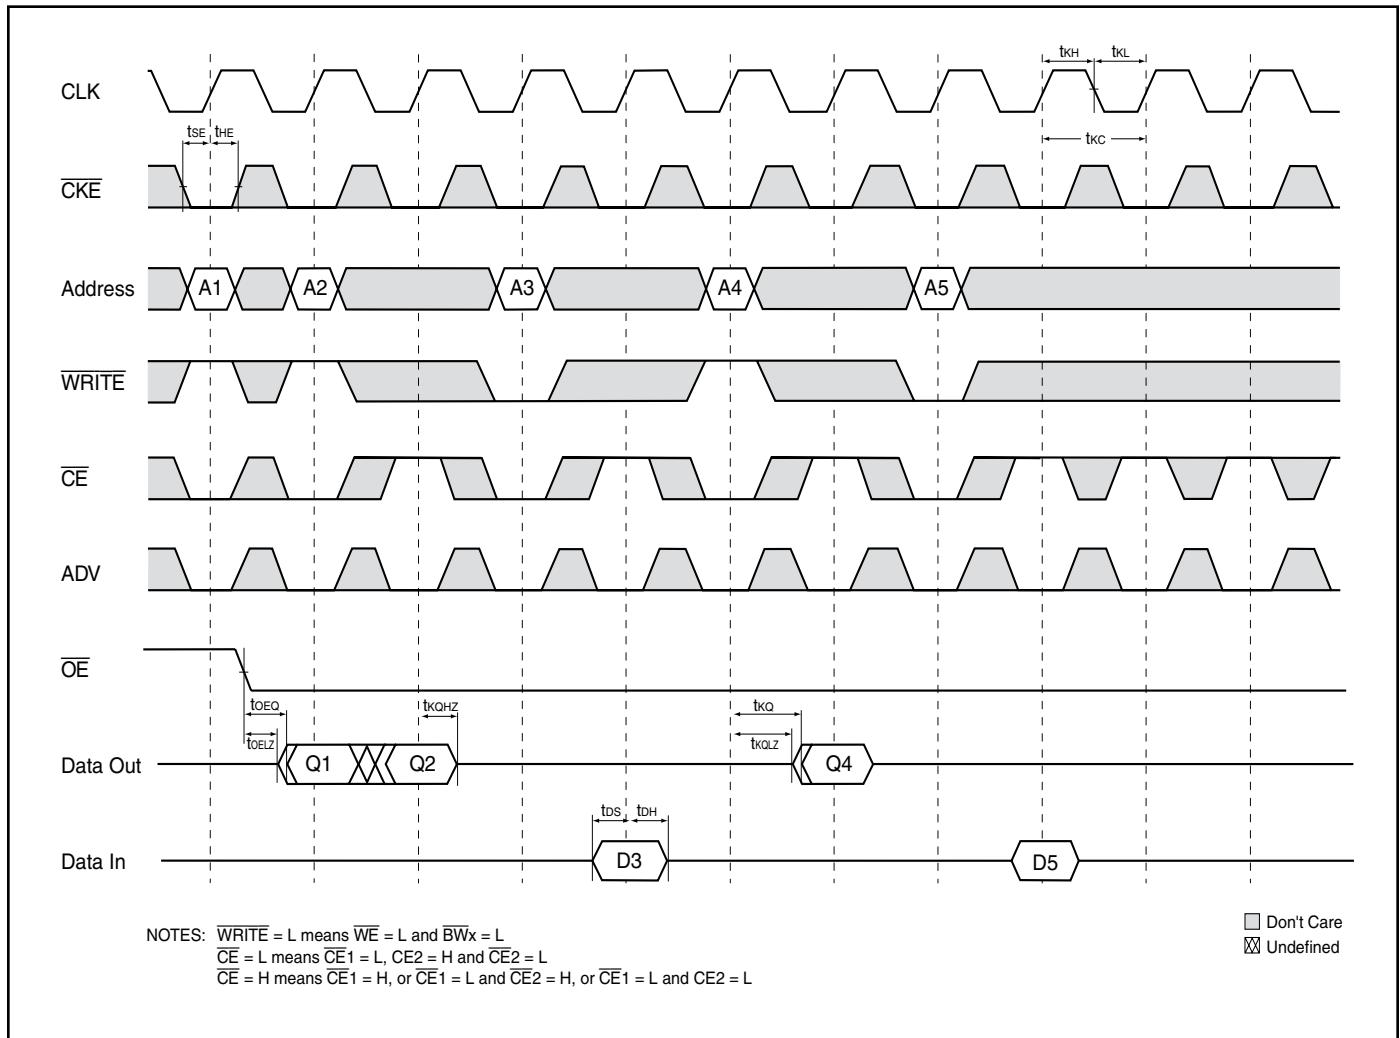 tKH tKL
CLK
tSE tHE
tKC
CKE
Address A1 A2 A3 A4 A5
WRITE
CE
ADV
OE
tOEQ tKQHZ tKQ
tOELZ tKQLZ
Data Out Q1 Q2 Q4
tDS tDH
Data In D3 D5
NOTES: WRITE = L means WE = L and BWx = L
CE = L means CE1 = L, CE2 = H and CE2 = L
CE = H means CE1 = H, or CE1 = L and CE2 = H, or CE1 = L and CE2 = L
Don't Care
Undefined